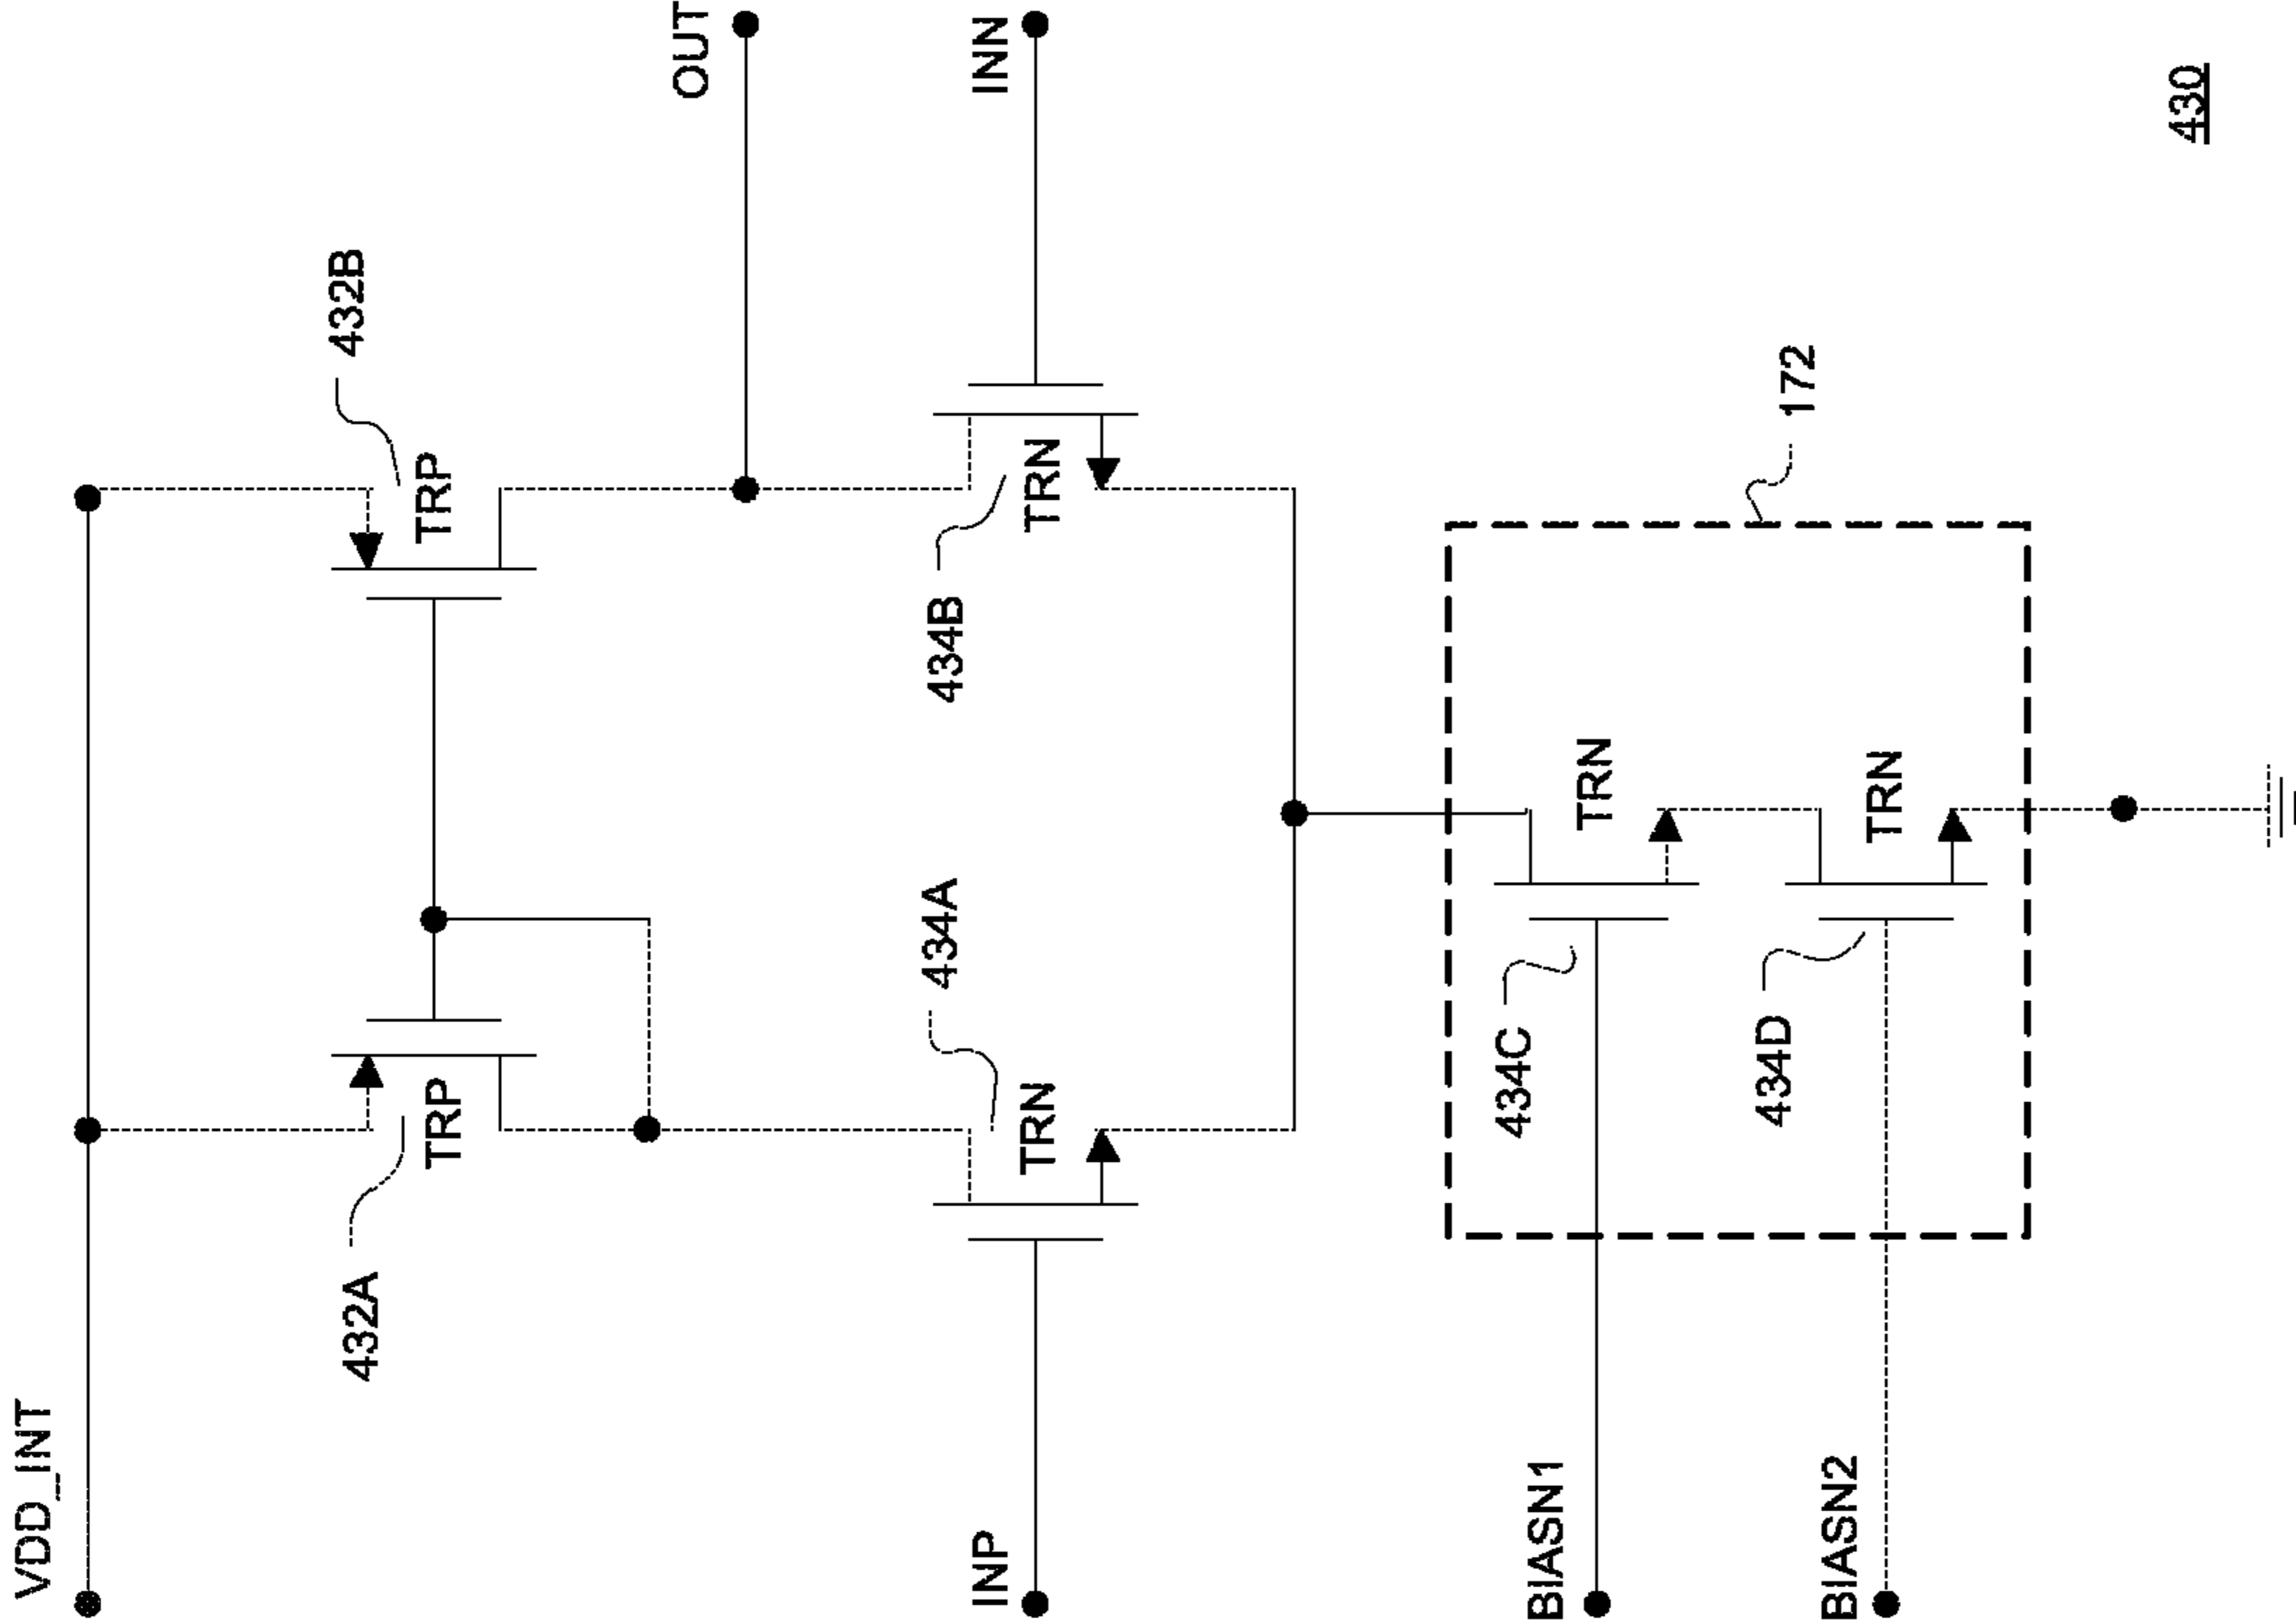 VDD_INT
432A
TRP
432B
TRP
OUT
INP
434A
TRN
434B
TRN
INN
BIASN1
434C
TRN
172
BIASN2
434D
TRN
430